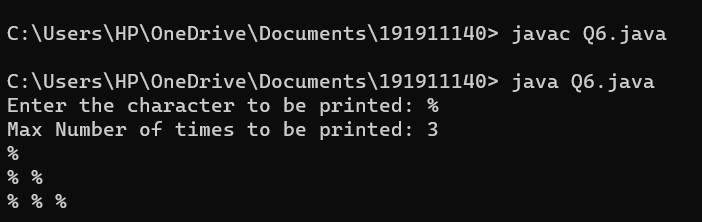 C:\Users\HP\OneDrive\Documents\191911140> javac Q6.java
C:\Users\HP\OneDrive\Documents\191911140> java Q6.java
Enter the character to be printed: %
Max Number of times to be printed: 3
%
% %
% % %